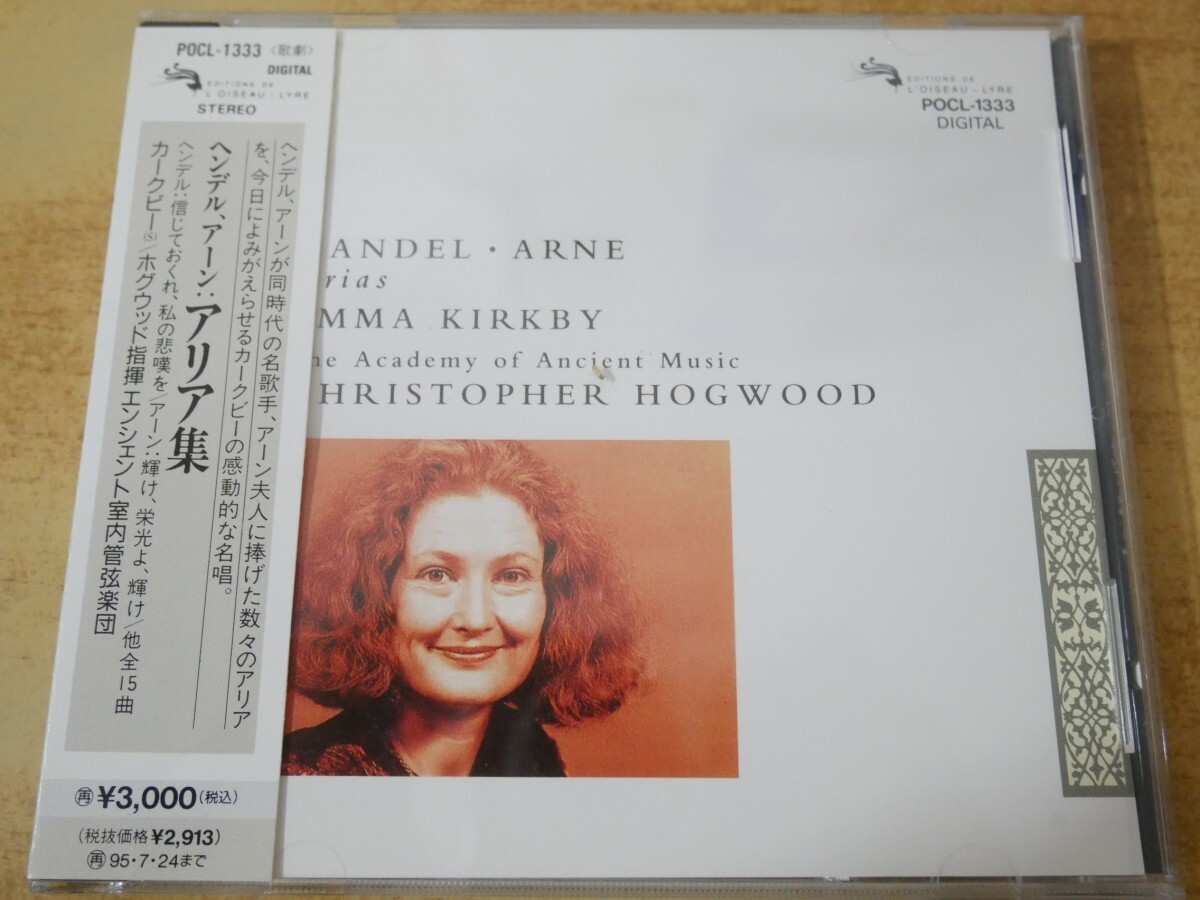 POCL-1333〈歌劇〉
DIGITAL
EDITIONS DE
L'OISEAU-LYRE
STEREO
ヘンデル、アーンが同時代の名歌手、アーン夫人に捧げた数々のアリア
を、今日によみがえらせるカークビーの感動的な名唱。
ヘンデル、アーン:アリア集
ヘンデル:信じておくれ、私の悲嘆を/アーン:輝け、栄光よ、輝け/他全15曲
カークビー(S)/ホグウッド指揮 エンシェント室内管弦楽団
再 ¥3,000(税込)
(税抜価格¥2,913)
再 95・7・24まで
EDITIONS DE
L'OISEAU-LYRE
POCL-1333
DIGITAL
ANDEL · ARNE
rias
MMA KIRKBY
he Academy of Ancient Music
HRISTOPHER HOGWOOD